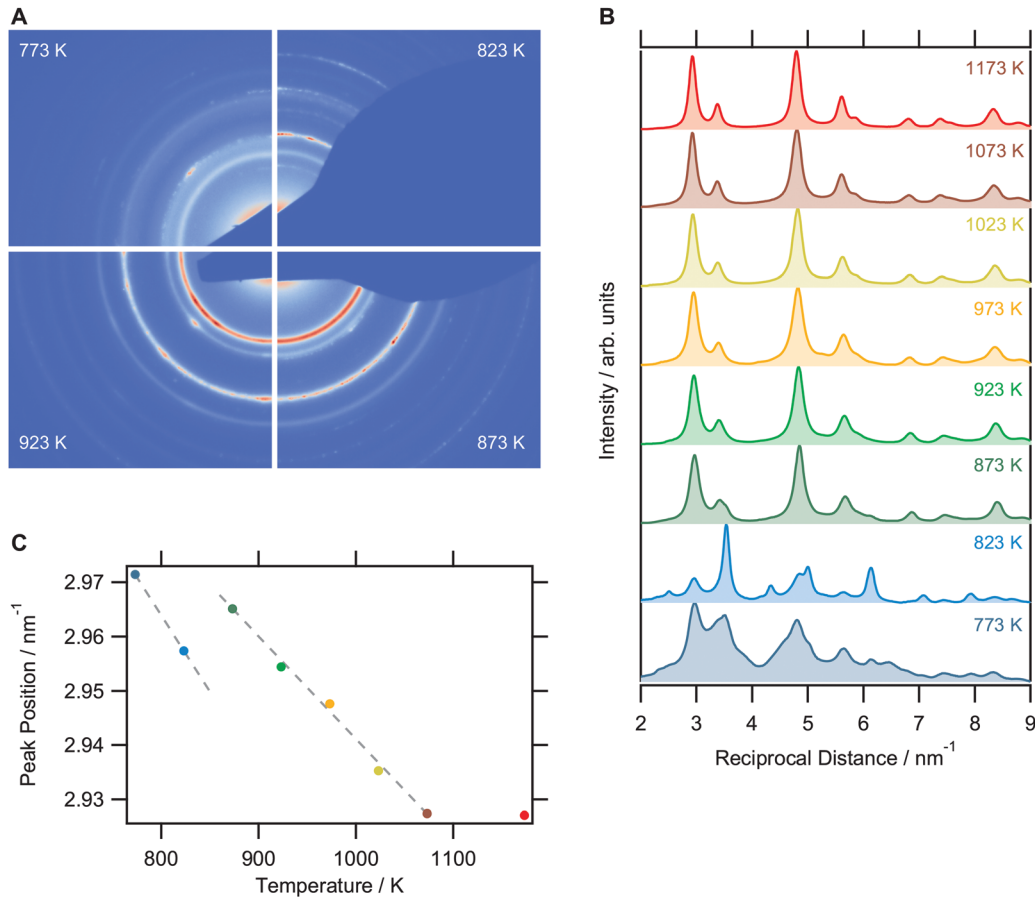 A
773 K
823 K
923 K
873 K
B
1173 K
1073 K
1023 K
973 K
923 K
873 K
823 K
773 K
Intensity / arb. units
2 3 4 5 6 7 8 9
Reciprocal Distance / nm⁻¹
C
2.97
2.96
2.95
2.94
2.93
Peak Position / nm⁻¹
800 900 1000 1100
Temperature / K